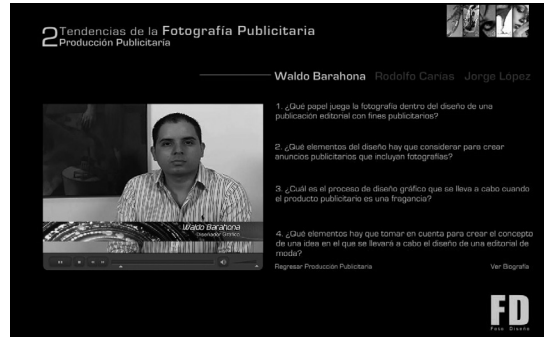 2 Tendencias de la Fotografía Publicitaria
Producción Publicitaria
Waldo Barahona Rodolfo Carías Jorge López
1. ¿Qué papel juega la fotografía dentro del diseño de una
publicación editorial con fines publicitarios?
2. ¿Qué elementos del diseño hay que considerar para crear
anuncios publicitarios que incluyan fotografías?
3. ¿Cuál es el proceso de diseño gráfico que se lleva a cabo cuando
el producto publicitario es una fragancia?
4. ¿Qué elementos hay que tomar en cuenta para crear el concepto
de una idea en el que se llevará a cabo el diseño de una editorial de
moda?
Waldo Barahona
Diseñador Gráfico
Regresar Producción Publicitaria
Ver Biografía
FD
Foto Diseño